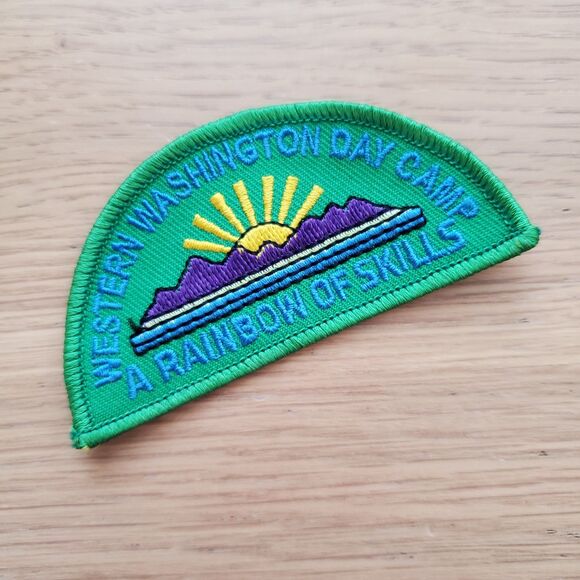 WESTERN WASHINGTON DAY CAMP
A RAINBOW OF SKILLS